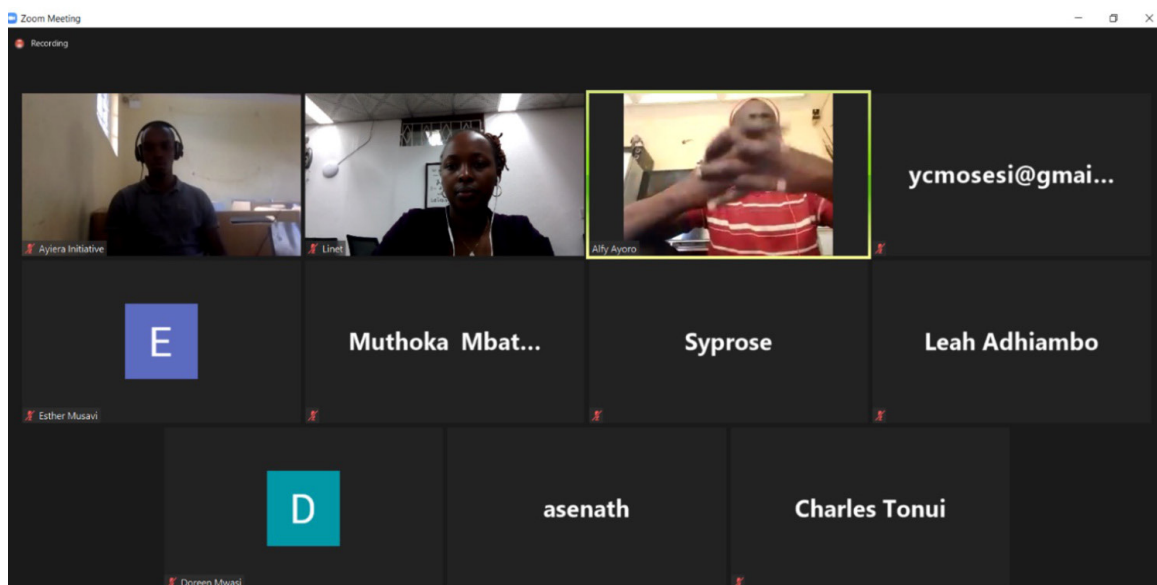 Zoom Meeting
Recording
Ayiera Initiative
Linet
Alfy Ayoro
ycmosesi@gmai...
E
Esther Musavi
Muthoka Mbat...
Syprose
Leah Adhiambo
D
Doreen Mwasi
asenath
Charles Tonui